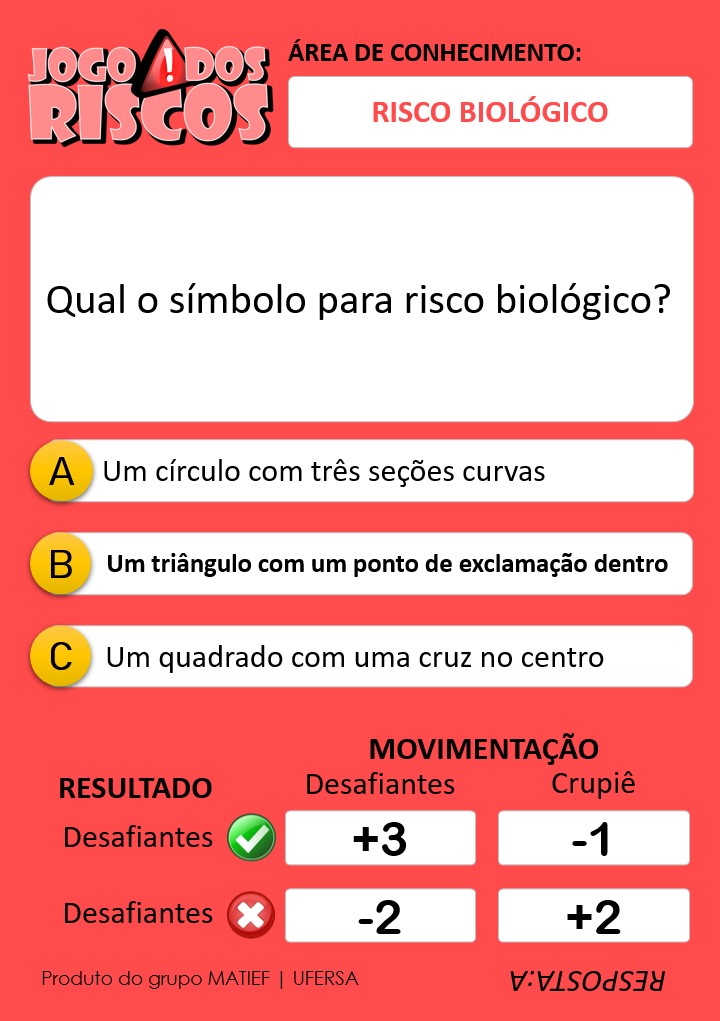 JOGO DOS
RISCOS
ÁREA DE CONHECIMENTO:
RISCO BIOLÓGICO
Qual o símbolo para risco biológico?
A Um círculo com três seções curvas
B Um triângulo com um ponto de exclamação dentro
C Um quadrado com uma cruz no centro
MOVIMENTAÇÃO
RESULTADO Desafiantes Crupiê
Desafiantes +3 -1
Desafiantes -2 +2
Produto do grupo MATIEF | UFERSA
RESPOSTA:A